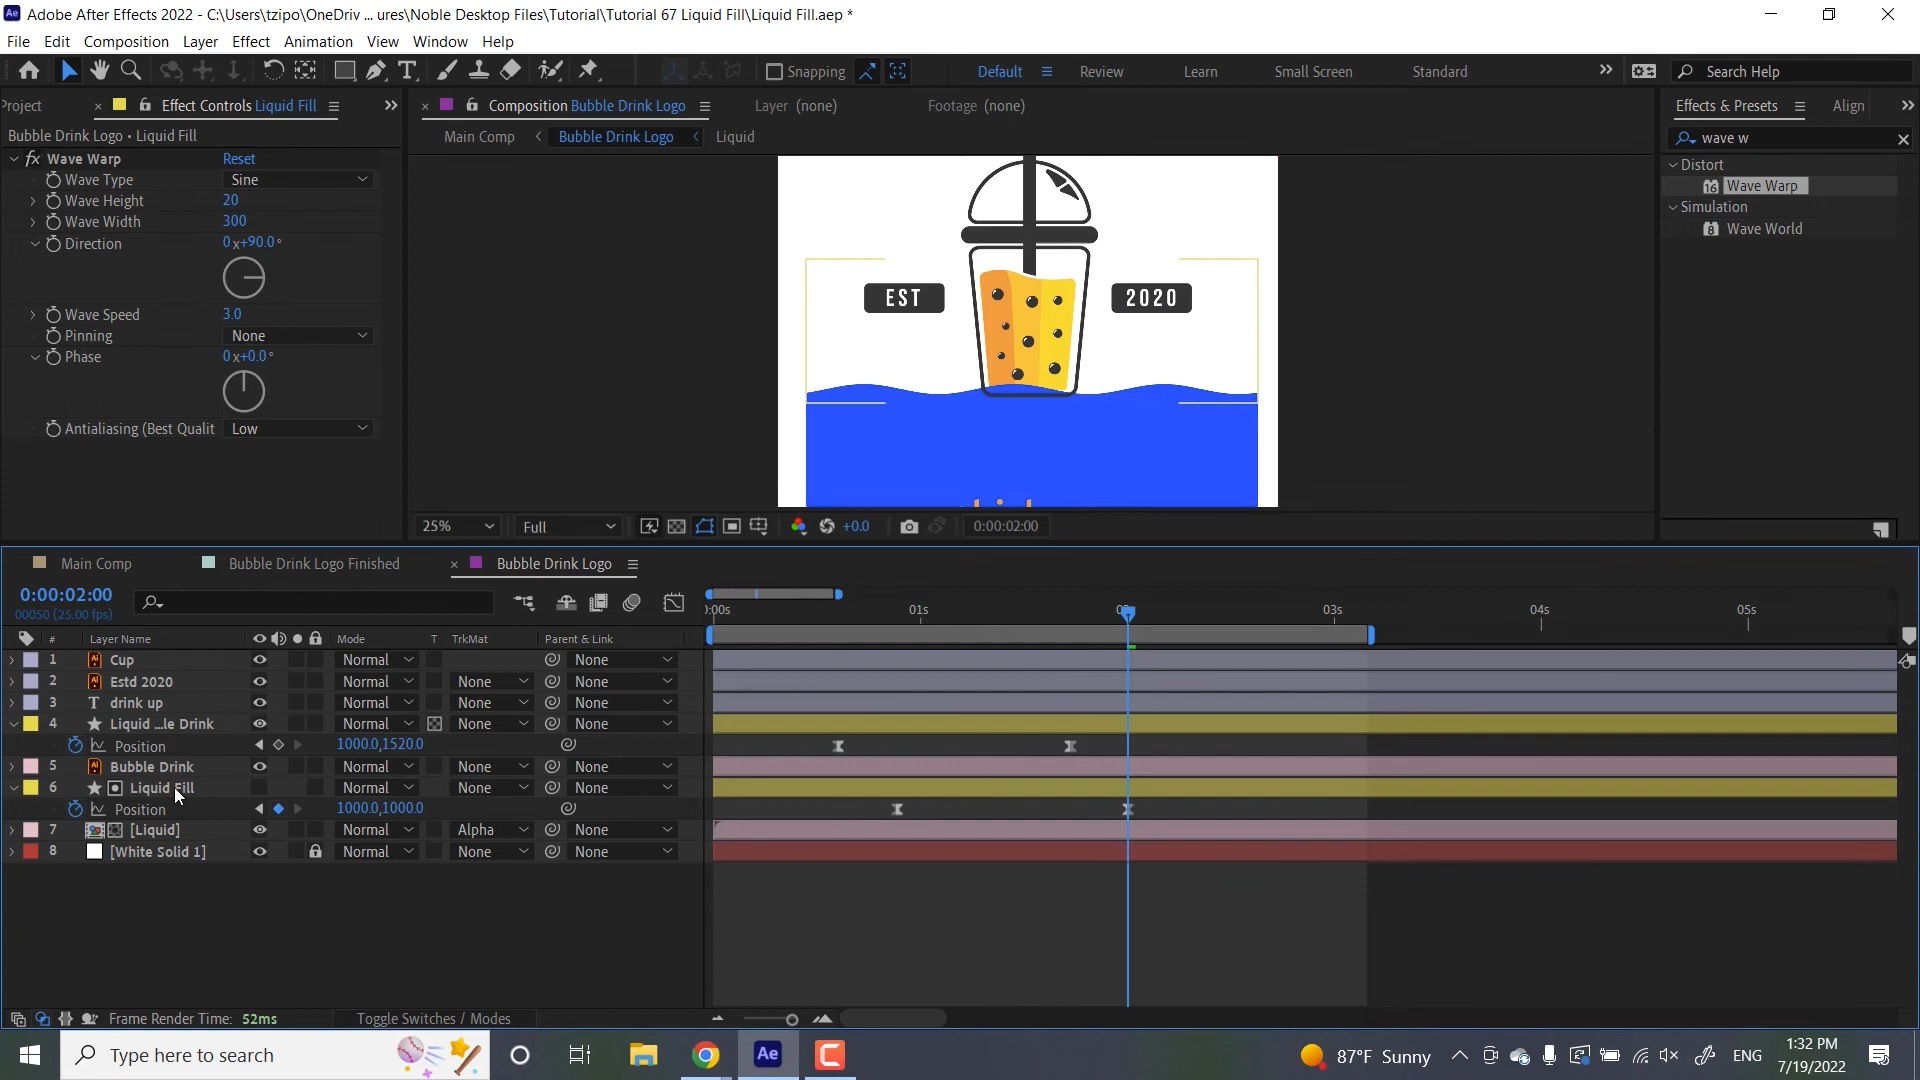 Adobe After Effects 2022 - C:\Users\tzipo\OneDriv ... ures\Noble Desktop Files\Tutorial\Tutorial 67 Liquid Fill\Liquid Fill.aep *
File Edit Composition Layer Effect Animation View Window Help
Snapping Default Review Learn Small Screen Standard Search Help
Project Effect Controls Liquid Fill Composition Bubble Drink Logo Layer (none) Footage (none) Effects & Presets Align
Bubble Drink Logo • Liquid Fill Main Comp Bubble Drink Logo Liquid wave w
fx Wave Warp Reset
Wave Type Sine
Wave Height 20
Wave Width 300
Direction 0x+90.0°
Wave Speed 3.0
Pinning None
Phase 0x+0.0°
Antialiasing (Best Qualit Low
Distort
16 Wave Warp
Simulation
8 Wave World
EST 2020
25% Full +0.0 0:00:02:00
Main Comp Bubble Drink Logo Finished Bubble Drink Logo
0:00:02:00
00050 (25.00 fps)
):00s 01s 02s 03s 04s 05s
# Layer Name Mode T TrkMat Parent & Link
1 Cup Normal None
2 Estd 2020 Normal None None
3 T drink up Normal None None
4 Liquid ...le Drink Normal None None
Position 1000.0,1520.0
5 Bubble Drink Normal None None
6 Liquid Fill Normal None None
Position 1000.0,1000.0
7 [Liquid] Normal Alpha None
8 [White Solid 1] Normal None None
Frame Render Time: 52ms Toggle Switches / Modes
Type here to search
Ae
87°F Sunny
ENG
1:32 PM
7/19/2022